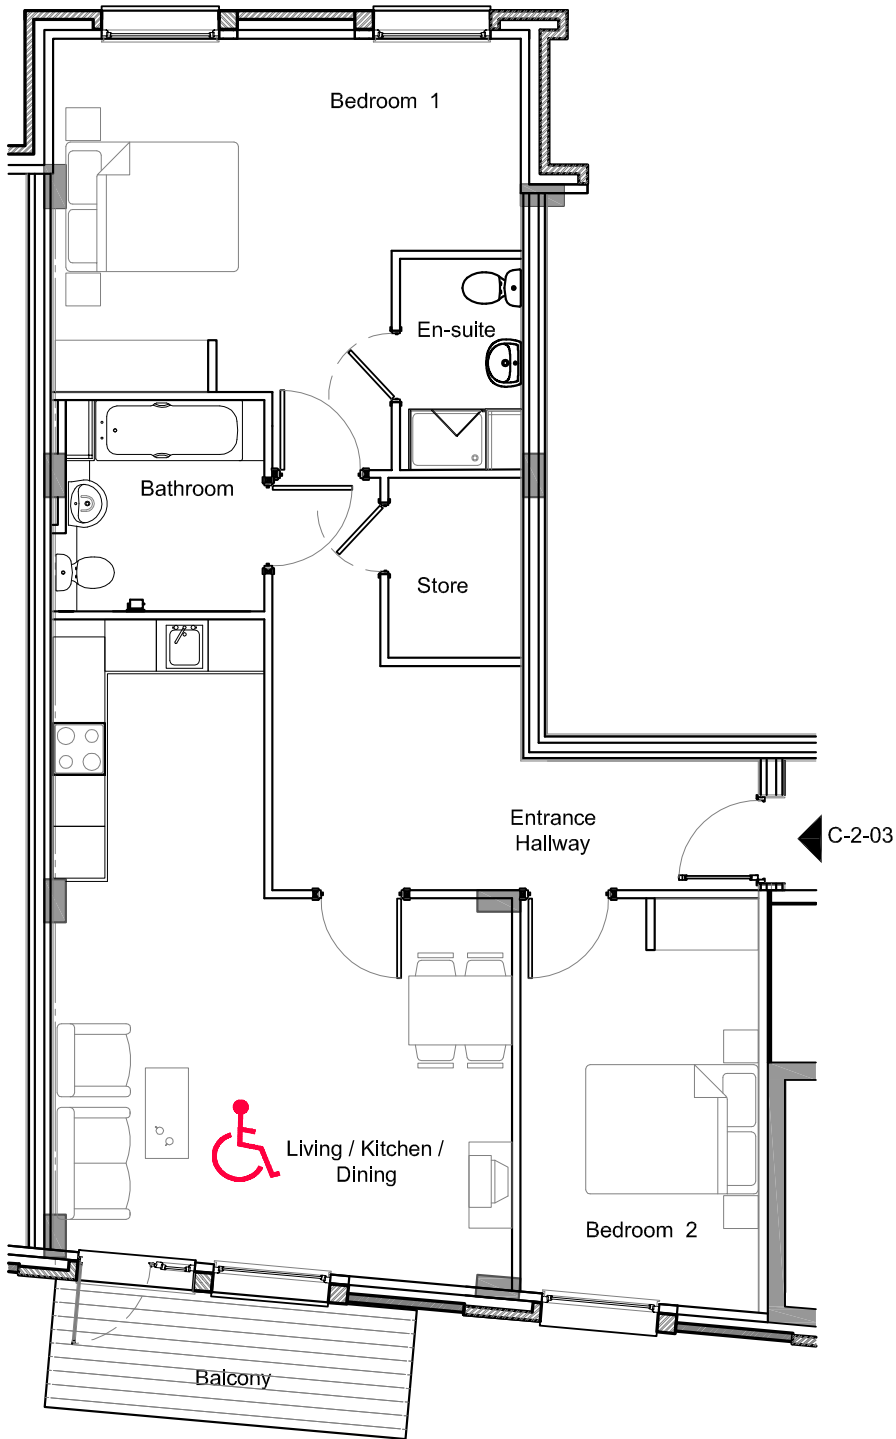 Bedroom 1
En-suite
Bathroom
Store
Entrance
Hallway
C-2-03
Living / Kitchen /
Dining
Bedroom 2
Balcony